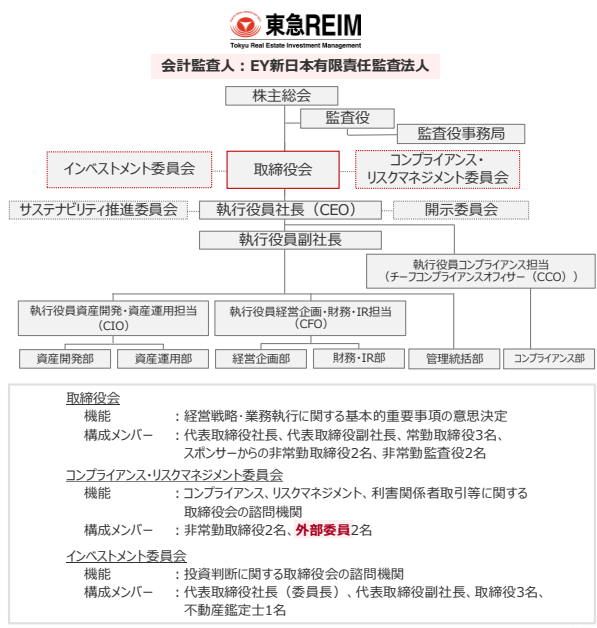 東急REIM
Tokyu Real Estate Investment Management
会計監査人：EY新日本有限責任監査法人
株主総会
監査役
監査役事務局
インベストメント委員会
取締役会
コンプライアンス・
リスクマネジメント委員会
サステナビリティ推進委員会
執行役員社長（CEO）
開示委員会
執行役員副社長
執行役員コンプライアンス担当
（チーフコンプライアンスオフィサー（CCO））
執行役員資産開発・資産運用担当
（CIO）
執行役員経営企画・財務・IR担当
（CFO）
資産開発部
資産運用部
経営企画部
財務・IR部
管理統括部
コンプライアンス部
取締役会
機能　：経営戦略・業務執行に関する基本的重要事項の意思決定
構成メンバー　：代表取締役社長、代表取締役副社長、常勤取締役3名、
スポンサーからの非常勤取締役2名、非常勤監査役2名
コンプライアンス・リスクマネジメント委員会
機能　：コンプライアンス、リスクマネジメント、利害関係者取引等に関する
取締役会の諮問機関
構成メンバー　：非常勤取締役2名、外部委員2名
インベストメント委員会
機能　：投資判断に関する取締役会の諮問機関
構成メンバー　：代表取締役社長（委員長）、代表取締役副社長、取締役3名、
不動産鑑定士1名